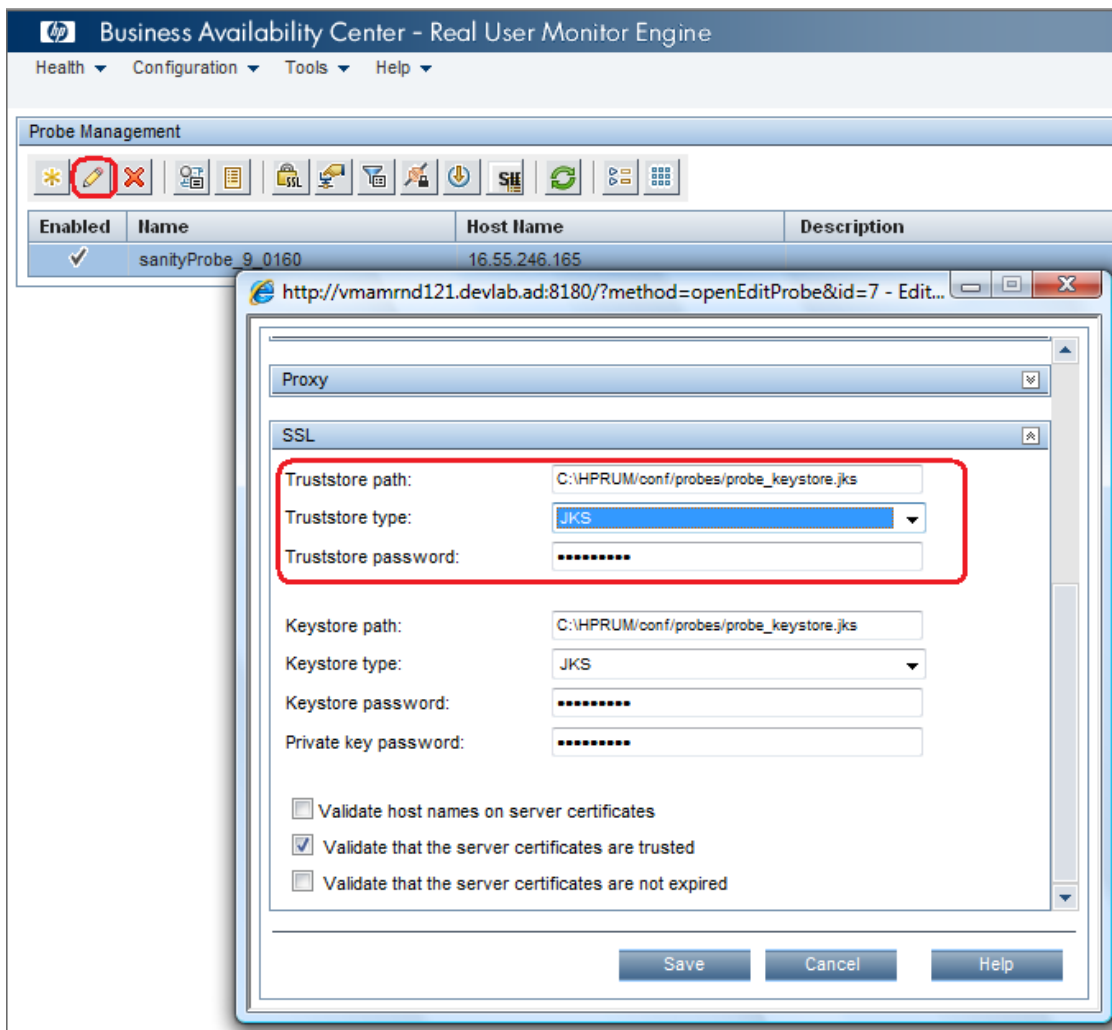 hp Business Availability Center - Real User Monitor Engine
Health Configuration Tools Help
Probe Management
SSL
Enabled Name Host Name Description
sanityProbe_9_0160 16.55.246.165
http://vmamrnd121.devlab.ad:8180/?method=openEditProbe&id=7 - Edit...
Proxy
SSL
Truststore path: C:\HPRUM/conf/probes/probe_keystore.jks
Truststore type: JKS
Truststore password: •••••••••
Keystore path: C:\HPRUM/conf/probes/probe_keystore.jks
Keystore type: JKS
Keystore password: •••••••••
Private key password: •••••••••
Validate host names on server certificates
Validate that the server certificates are trusted
Validate that the server certificates are not expired
Save Cancel Help